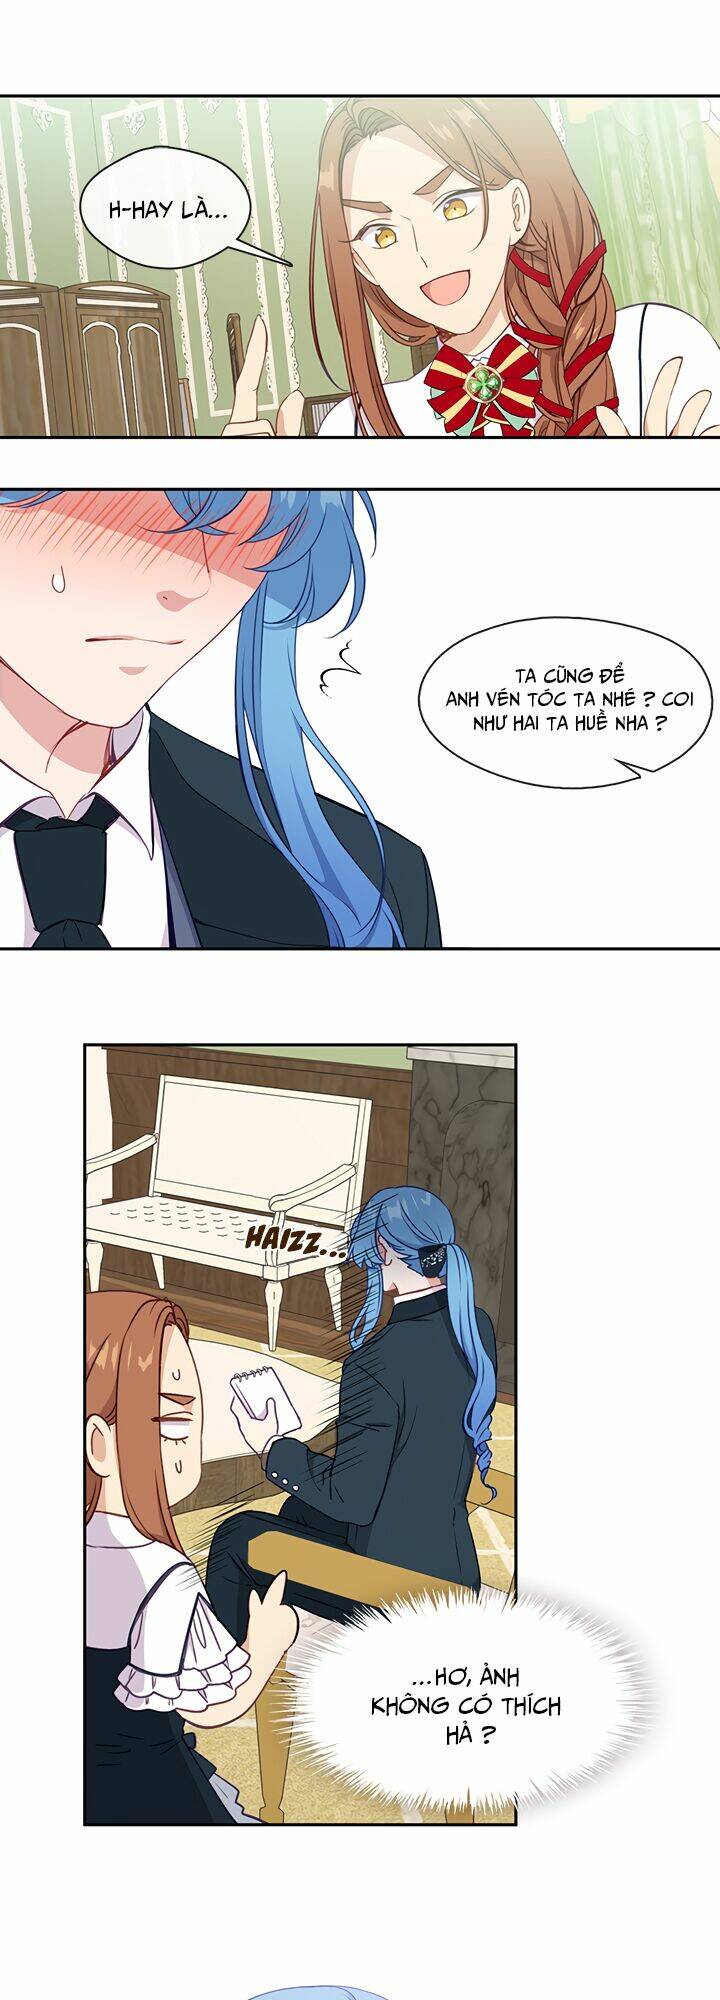 H-HAY LÀ...
TA CŨNG ĐỂ
ANH VÉN TÓC TA NHÉ ? COI
NHƯ HAI TA HUỀ NHA ?
HAIZZ...
...HƠ, ẢNH
KHÔNG CÓ THÍCH
HẢ ?